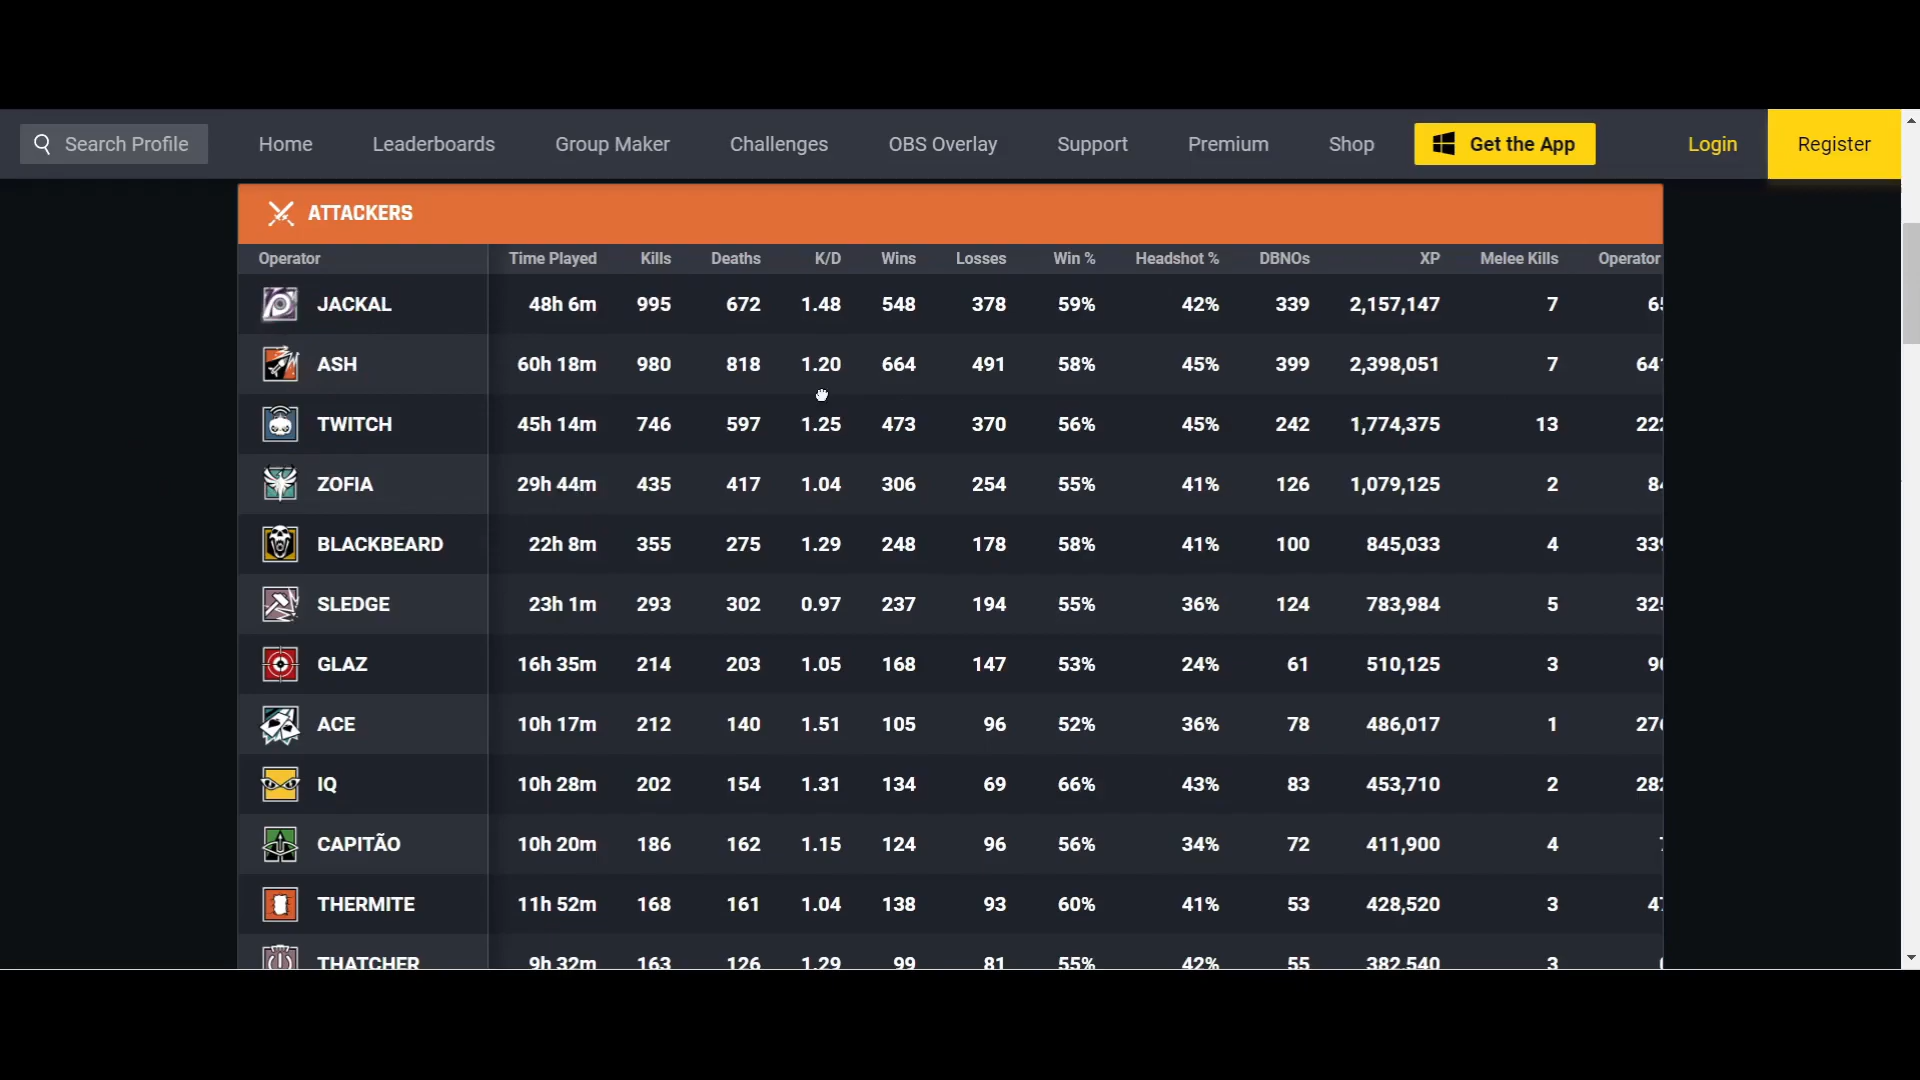 Search Profile Home Leaderboards Group Maker Challenges OBS Overlay Support Premium Shop Get the App Login Register
ATTACKERS
Operator Time Played Kills Deaths K/D Wins Losses Win % Headshot % DBNOs XP Melee Kills Operator
JACKAL 48h 6m 995 672 1.48 548 378 59% 42% 339 2,157,147 7
ASH 60h 18m 980 818 1.20 664 491 58% 45% 399 2,398,051 7
TWITCH 45h 14m 746 597 1.25 473 370 56% 45% 242 1,774,375 13
ZOFIA 29h 44m 435 417 1.04 306 254 55% 41% 126 1,079,125 2
BLACKBEARD 22h 8m 355 275 1.29 248 178 58% 41% 100 845,033 4
SLEDGE 23h 1m 293 302 0.97 237 194 55% 36% 124 783,984 5
GLAZ 16h 35m 214 203 1.05 168 147 53% 24% 61 510,125 3
ACE 10h 17m 212 140 1.51 105 96 52% 36% 78 486,017 1
IQ 10h 28m 202 154 1.31 134 69 66% 43% 83 453,710 2
CAPITÃO 10h 20m 186 162 1.15 124 96 56% 34% 72 411,900 4
THERMITE 11h 52m 168 161 1.04 138 93 60% 41% 53 428,520 3
THATCHER 9h 32m 163 126 1.29 99 81 55% 42% 55 382,540 3